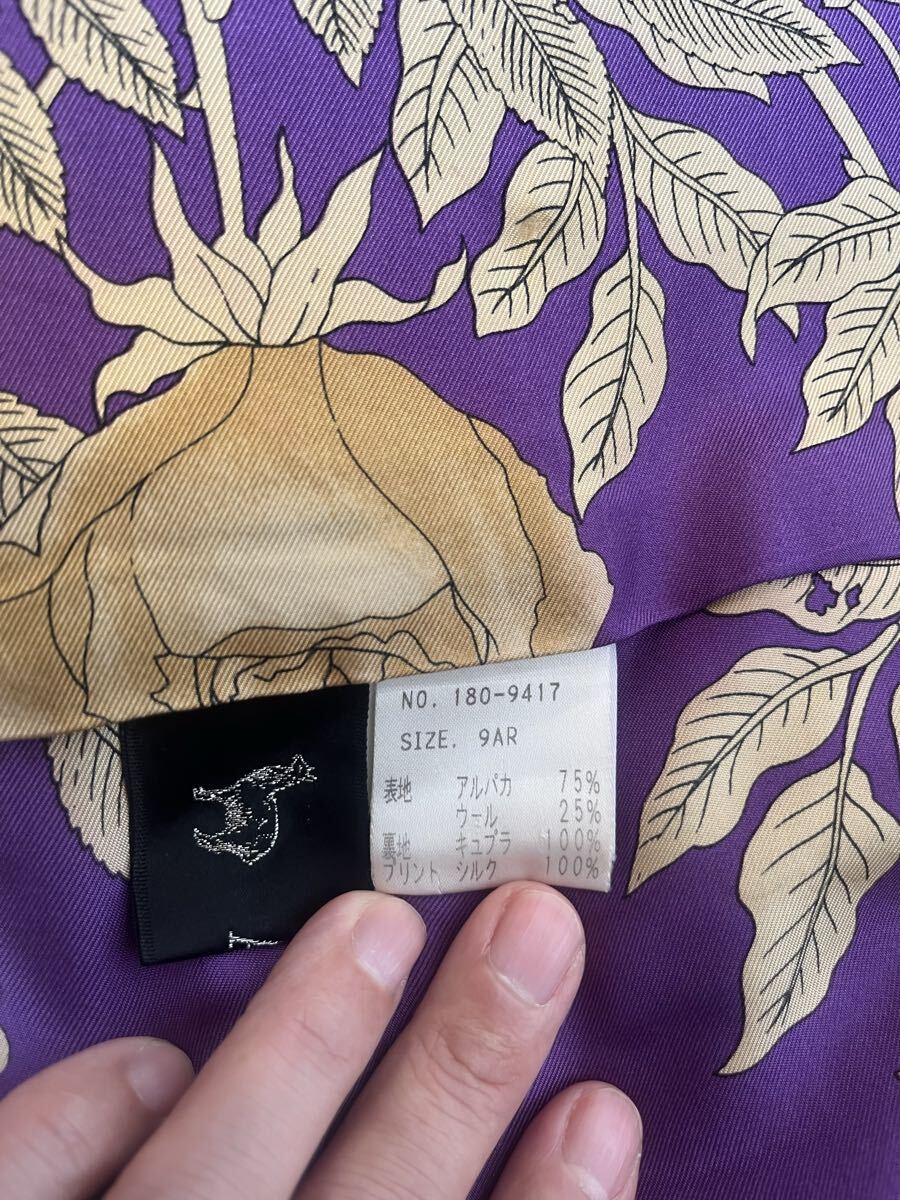 NO. 180-9417
SIZE. 9AR
表地 アルパカ 75%
ウール 25%
裏地 キュプラ 100%
プリント シルク 100%